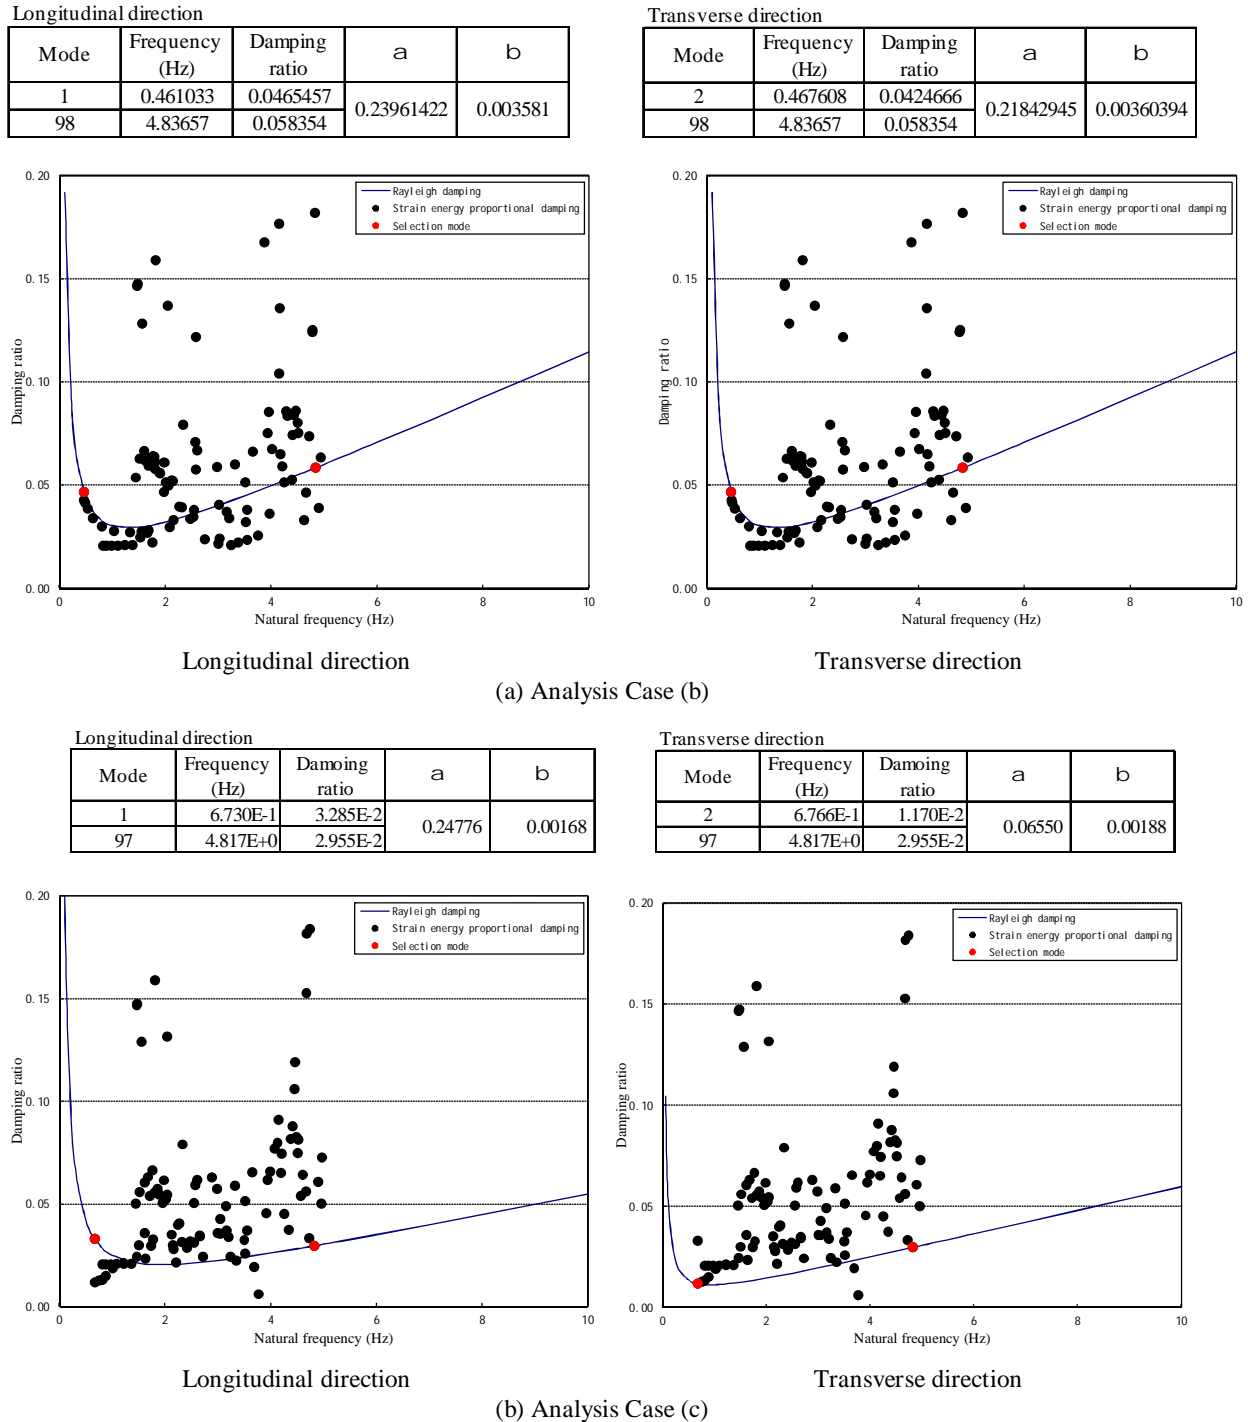 Longitudinal direction
Mode Frequency (Hz) Damping ratio a b
1 0.461033 0.0465457 0.23961422 0.003581
98 4.83657 0.058354
Transverse direction
Mode Frequency (Hz) Damping ratio a b
2 0.467608 0.0424666 0.21842945 0.00360394
98 4.83657 0.058354
0.20
0.15
0.10
0.05
0.00
Damping ratio
Rayleigh damping
Strain energy proportional damping
Selection mode
0 2 4 6 8 10
Natural frequency (Hz)
Longitudinal direction
0.20
0.15
0.10
0.05
0.00
Damping ratio
Rayleigh damping
Strain energy proportional damping
Selection mode
0 2 4 6 8 10
Natural frequency (Hz)
Transverse direction
(a) Analysis Case (b)
Longitudinal direction
Mode Frequency (Hz) Damoing ratio a b
1 6.730E-1 3.285E-2 0.24776 0.00168
97 4.817E+0 2.955E-2
Transverse direction
Mode Frequency (Hz) Damoing ratio a b
2 6.766E-1 1.170E-2 0.06550 0.00188
97 4.817E+0 2.955E-2
0.20
0.15
0.10
0.05
0.00
Damping ratio
Rayleigh damping
Strain energy proportional damping
Selection mode
0 2 4 6 8 10
Natural frequency (Hz)
Longitudinal direction
0.20
0.15
0.10
0.05
0.00
Damping ratio
Rayleigh damping
Strain energy proportional damping
Selection mode
0 2 4 6 8 10
Natural frequency (Hz)
Transverse direction
(b) Analysis Case (c)